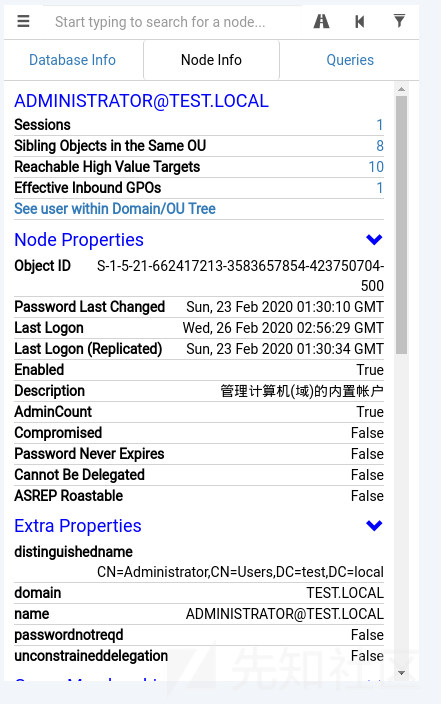 Start typing to search for a node...
Database Info Node Info Queries
ADMINISTRATOR@TEST.LOCAL
Sessions 1
Sibling Objects in the Same OU 8
Reachable High Value Targets 10
Effective Inbound GPOs 1
See user within Domain/OU Tree
Node Properties
Object ID S-1-5-21-662417213-3583657854-423750704-
500
Password Last Changed Sun, 23 Feb 2020 01:30:10 GMT
Last Logon Wed, 26 Feb 2020 02:56:29 GMT
Last Logon (Replicated) Sun, 23 Feb 2020 01:30:34 GMT
Enabled True
Description 管理计算机(域)的内置帐户
AdminCount True
Compromised False
Password Never Expires False
Cannot Be Delegated False
ASREP Roastable False
Extra Properties
distinguishedname
CN=Administrator,CN=Users,DC=test,DC=local
domain TEST.LOCAL
name ADMINISTRATOR@TEST.LOCAL
passwordnotreqd False
unconstraineddelegation False
先知社区